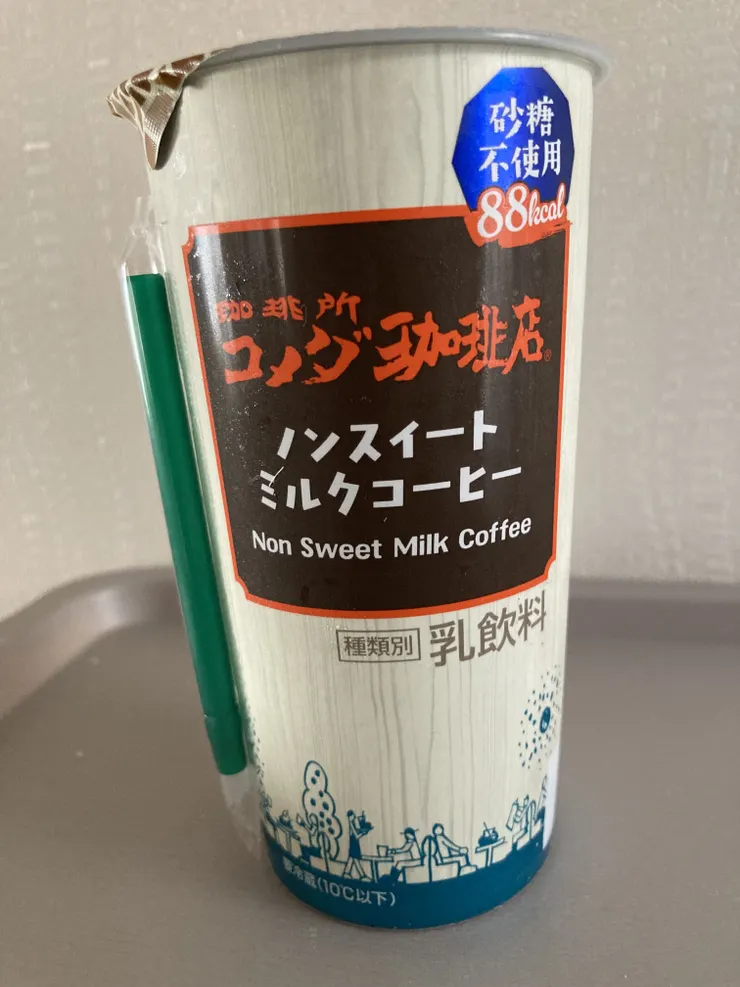 砂糖
不使用
88kcal
珈琲所
コメダ珈琲店®
ノンスイート
ミルクコーヒー
Non Sweet Milk Coffee
種類別 乳飲料
要冷蔵(10℃以下)